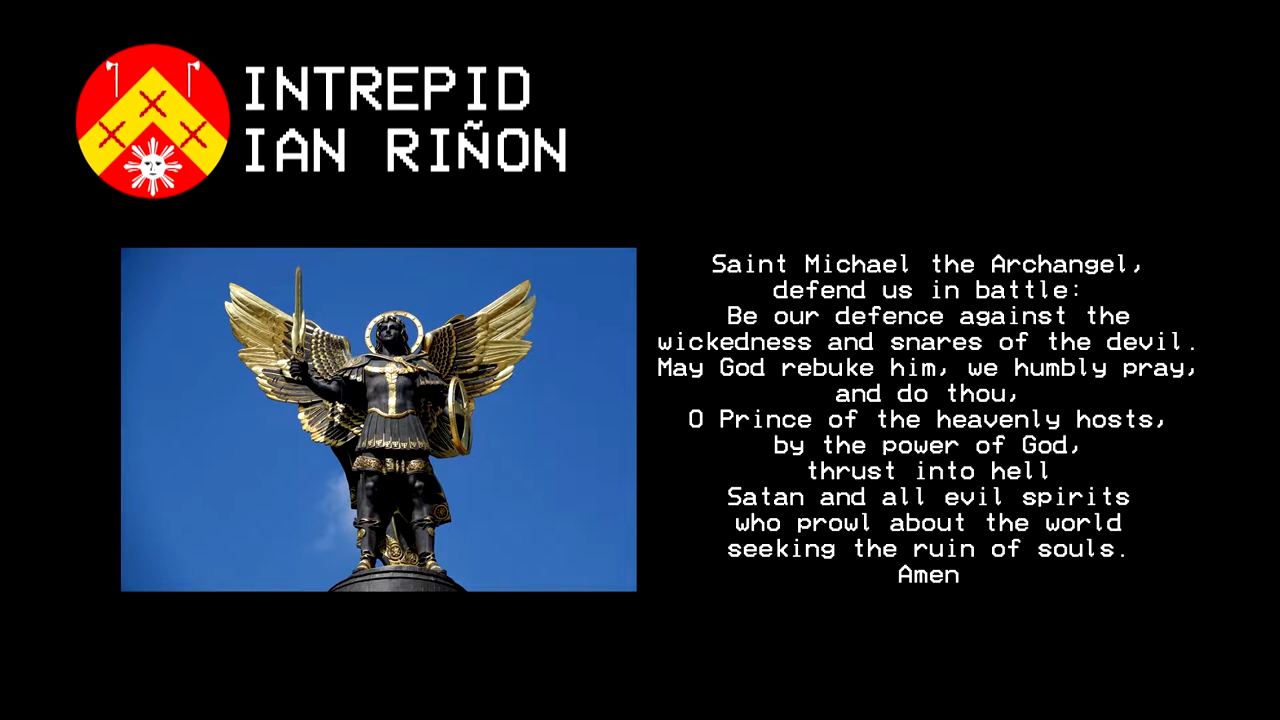 INTREPID
IAN RIÑON
Saint Michael the Archangel,
defend us in battle:
Be our defence against the
wickedness and snares of the devil.
May God rebuke him, we humbly pray,
and do thou,
O Prince of the heavenly hosts,
by the power of God,
thrust into hell
Satan and all evil spirits
who prowl about the world
seeking the ruin of souls.
Amen